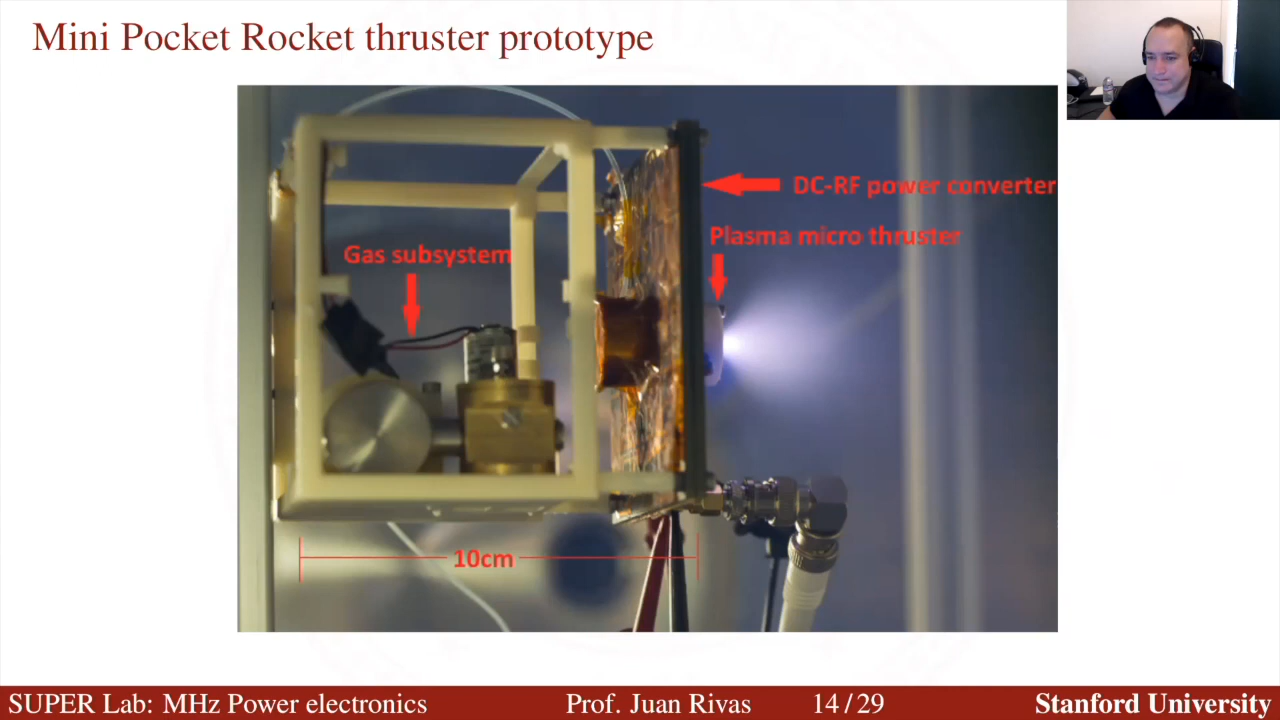 Mini Pocket Rocket thruster prototype
DC-RF power converter
Plasma micro thruster
Gas subsystem
10cm
SUPER Lab: MHz Power electronics Prof. Juan Rivas 14 / 29 Stanford University